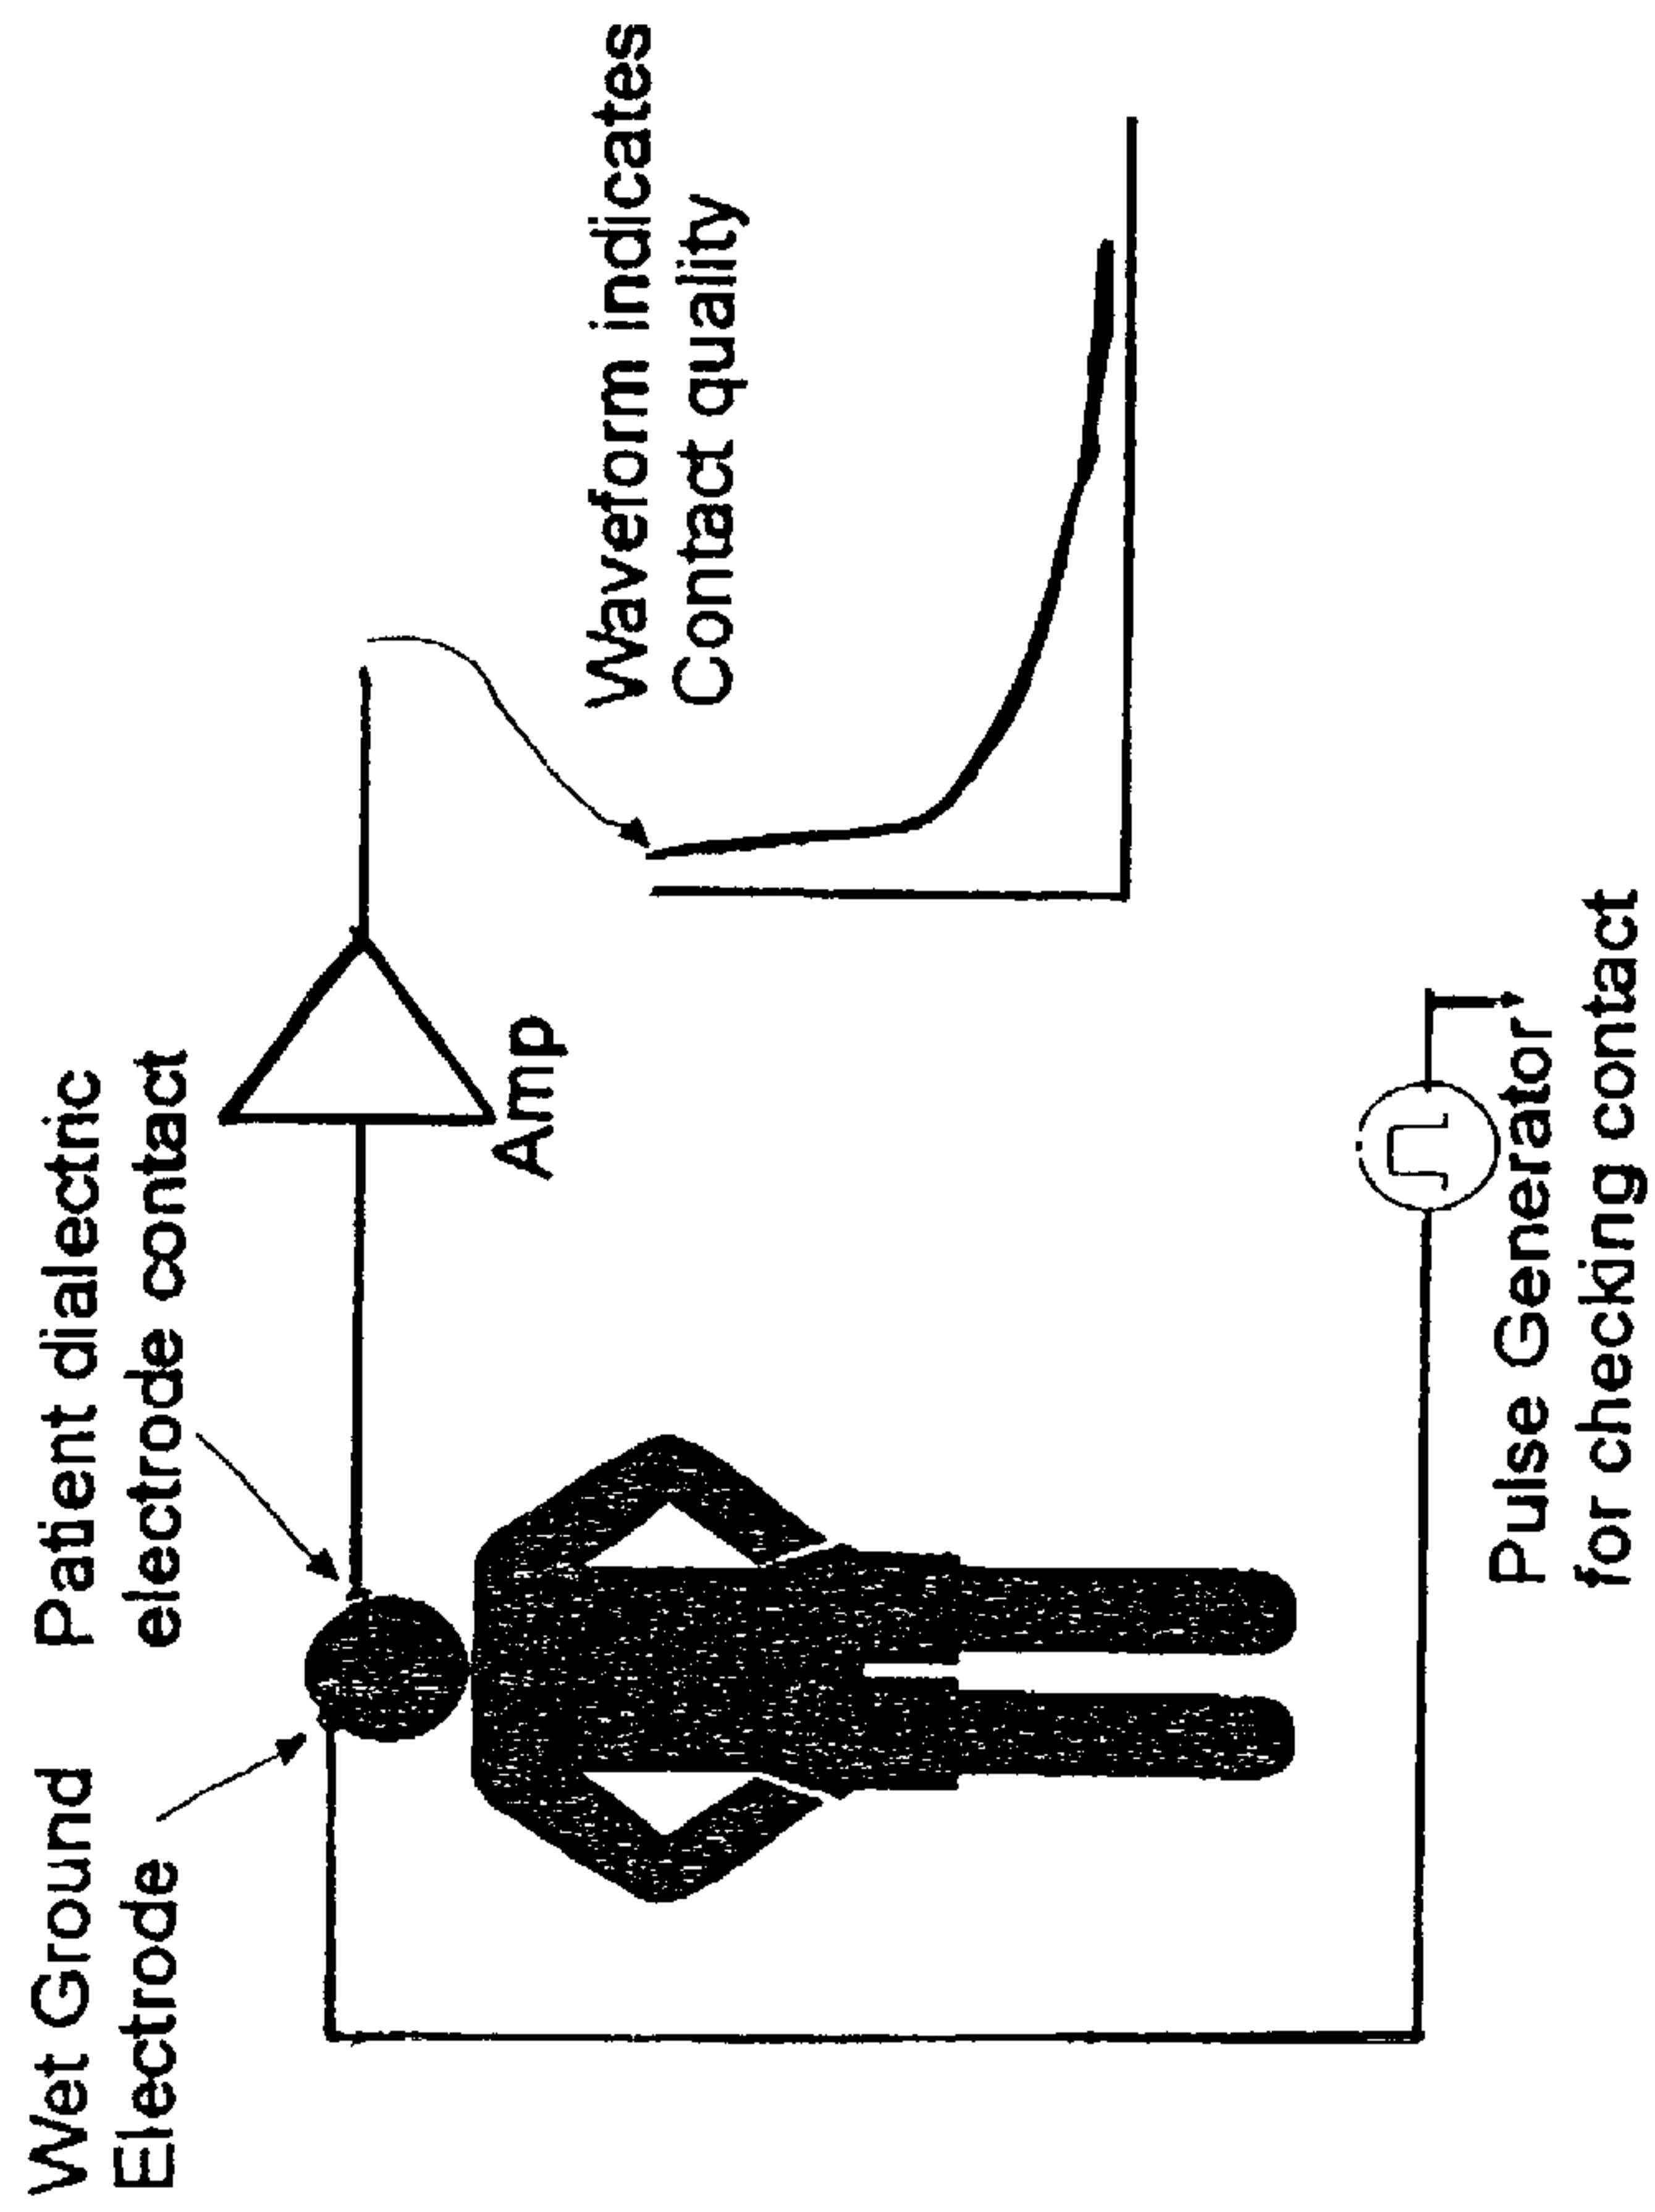 Wet Ground
Electrode
Patient dialectric
electrode contact
Amp
Waveform indicates
Contact quality
Pulse Generator
for checking contact